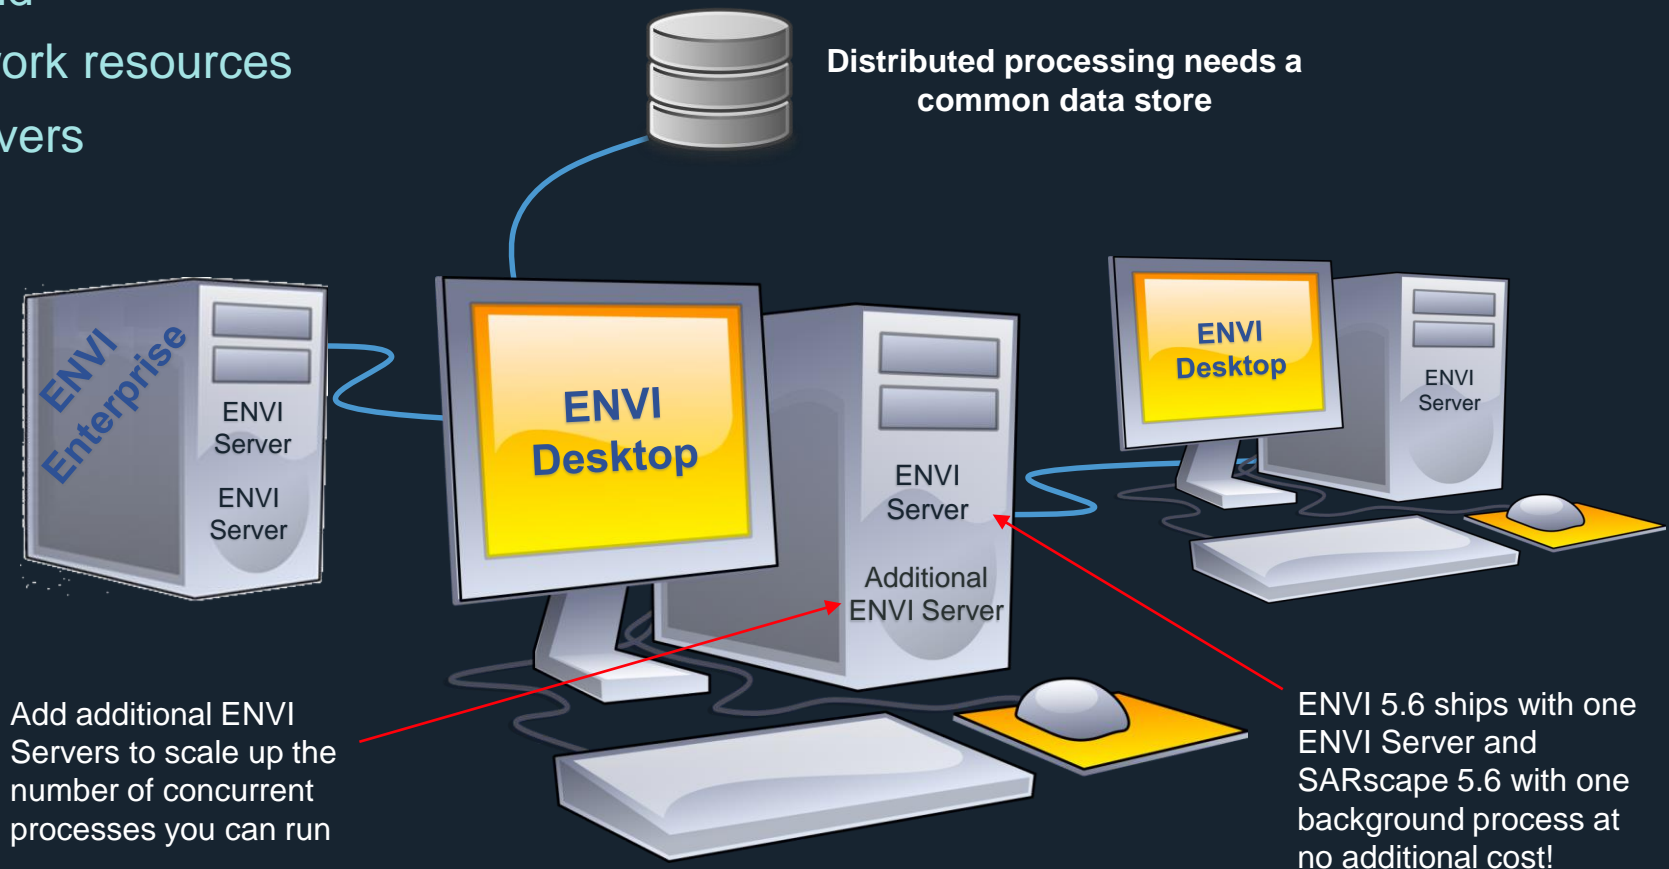 work resources
vers
Distributed processing needs a
common data store
ENVI
Enterprise
ENVI
Server
ENVI
Server
ENVI
Desktop
ENVI
Server
Additional
ENVI Server
ENVI
Desktop
ENVI
Server
Add additional ENVI
Servers to scale up the
number of concurrent
processes you can run
ENVI 5.6 ships with one
ENVI Server and
SARscape 5.6 with one
background process at
no additional cost!